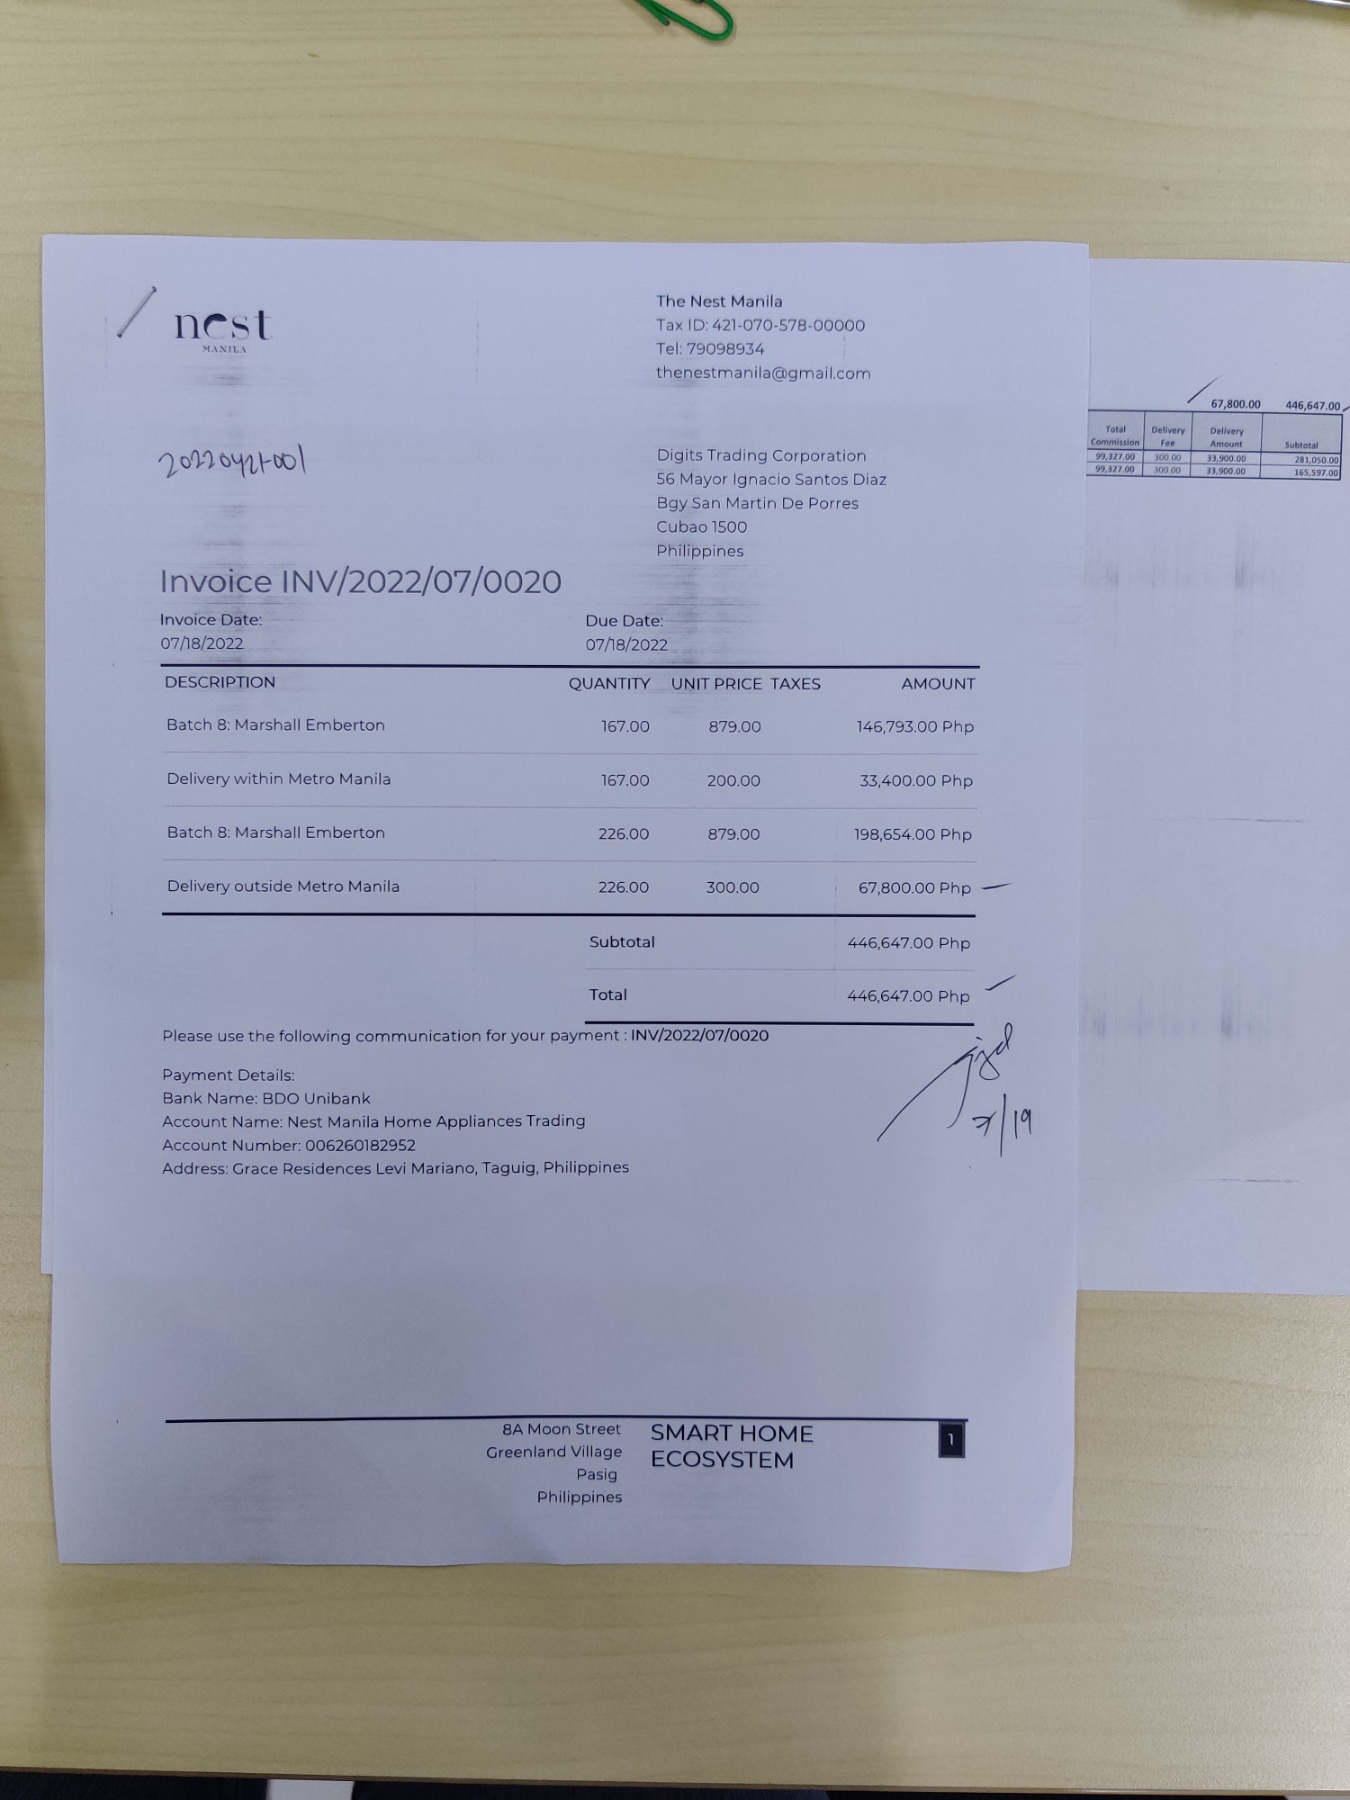 nest
MANILA
The Nest Manila
Tax ID: 421-070-578-00000
Tel: 79098934
thenestmanila@gmail.com
20220421-001
Digits Trading Corporation
56 Mayor Ignacio Santos Diaz
Bgy San Martin De Porres
Cubao 1500
Philippines
Invoice INV/2022/07/0020
Invoice Date: Due Date:
07/18/2022 07/18/2022
DESCRIPTION QUANTITY UNIT PRICE TAXES AMOUNT
Batch 8: Marshall Emberton 167.00 879.00 146,793.00 Php
Delivery within Metro Manila 167.00 200.00 33,400.00 Php
Batch 8: Marshall Emberton 226.00 879.00 198,654.00 Php
Delivery outside Metro Manila 226.00 300.00 67,800.00 Php
Subtotal 446,647.00 Php
Total 446,647.00 Php
Please use the following communication for your payment : INV/2022/07/0020
Payment Details:
Bank Name: BDO Unibank
Account Name: Nest Manila Home Appliances Trading
Account Number: 006260182952
Address: Grace Residences Levi Mariano, Taguig, Philippines
7/19
8A Moon Street
Greenland Village
Pasig
Philippines
SMART HOME
ECOSYSTEM
1
67,800.00 446,647.00
Total Commission Delivery Fee Delivery Amount Subtotal
99,327.00 300.00 33,900.00 281,050.00
99,327.00 300.00 33,900.00 165,597.00